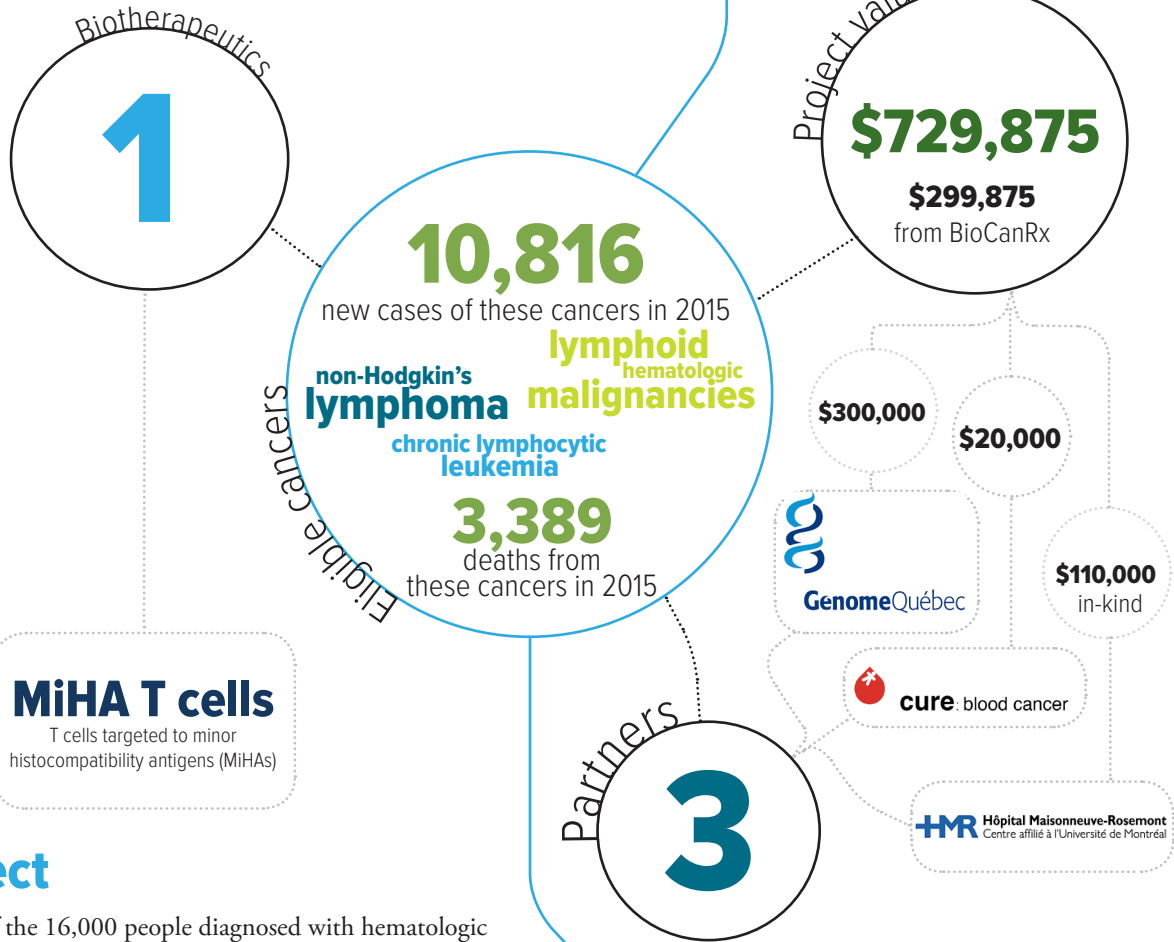 Biotherapeutics
1
Project
$729,875
$299,875
from BioCanRx
10,816
new cases of these cancers in 2015
lymphoid
hematologic
malignancies
non-Hodgkin's
lymphoma
chronic lymphocytic
leukemia
3,389
deaths from
these cancers in 2015
Eligible cancers
$300,000
$20,000
$110,000
in-kind
GénomeQuébec
cure: blood cancer
+HMR Hôpital Maisonneuve-Rosemont
Centre affilié à l'Université de Montréal
MiHA T cells
T cells targeted to minor
histocompatibility antigens (MiHAs)
Partners
3
ect
the 16,000 people diagnosed with hematologic